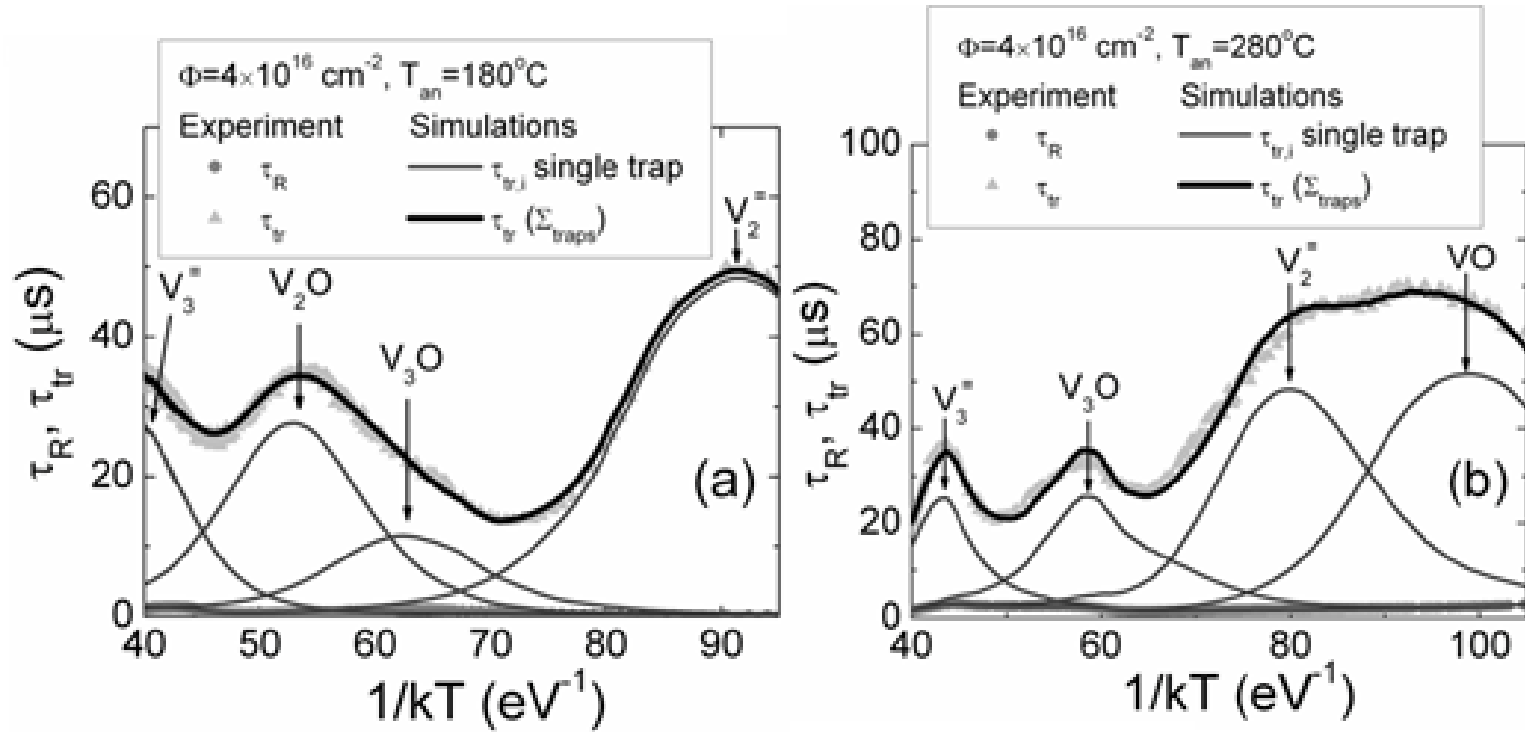 Φ=4×10^16 cm^-2, T_an=180°C
Experiment Simulations
τ_R τ_tr,i single trap
τ_tr τ_tr (Σ_traps)
τ_R, τ_tr (μs)
60
40
20
0
V_3^=
V_2O
V_3O
V_2^=
(a)
40 50 60 70 80 90
1/kT (eV^-1)
Φ=4×10^16 cm^-2, T_an=280°C
Experiment Simulations
τ_R τ_tr,i single trap
τ_tr τ_tr (Σ_traps)
τ_R, τ_tr (μs)
100
80
60
40
20
0
V_3^=
V_3O
V_2^=
VO
(b)
40 60 80 100
1/kT (eV^-1)